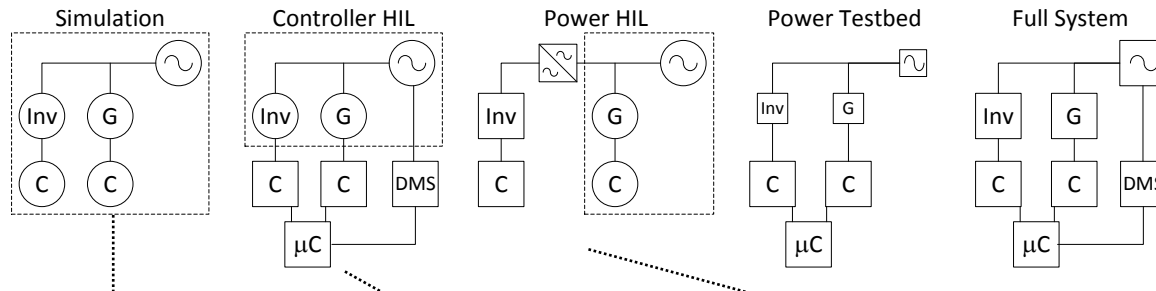 Simulation Controller HIL Power HIL Power Testbed Full System
Inv G Inv G Inv G Inv G Inv G
C C C C DMS C C C C C C DMS
μC μC μC